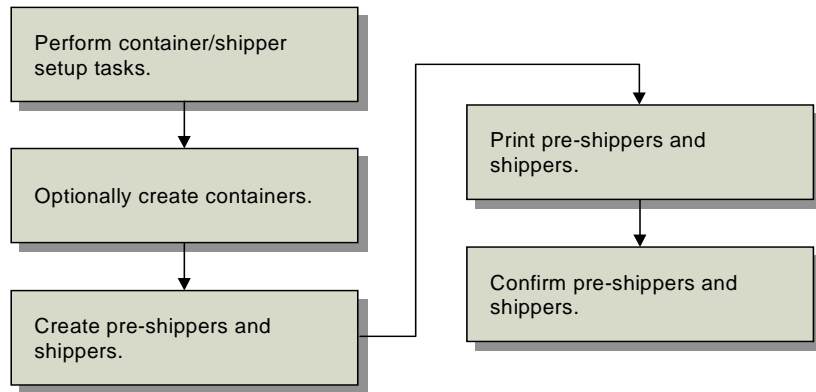 Perform container/shipper
setup tasks.
Optionally create containers.
Create pre-shippers and
shippers.
Print pre-shippers and
shippers.
Confirm pre-shippers and
shippers.